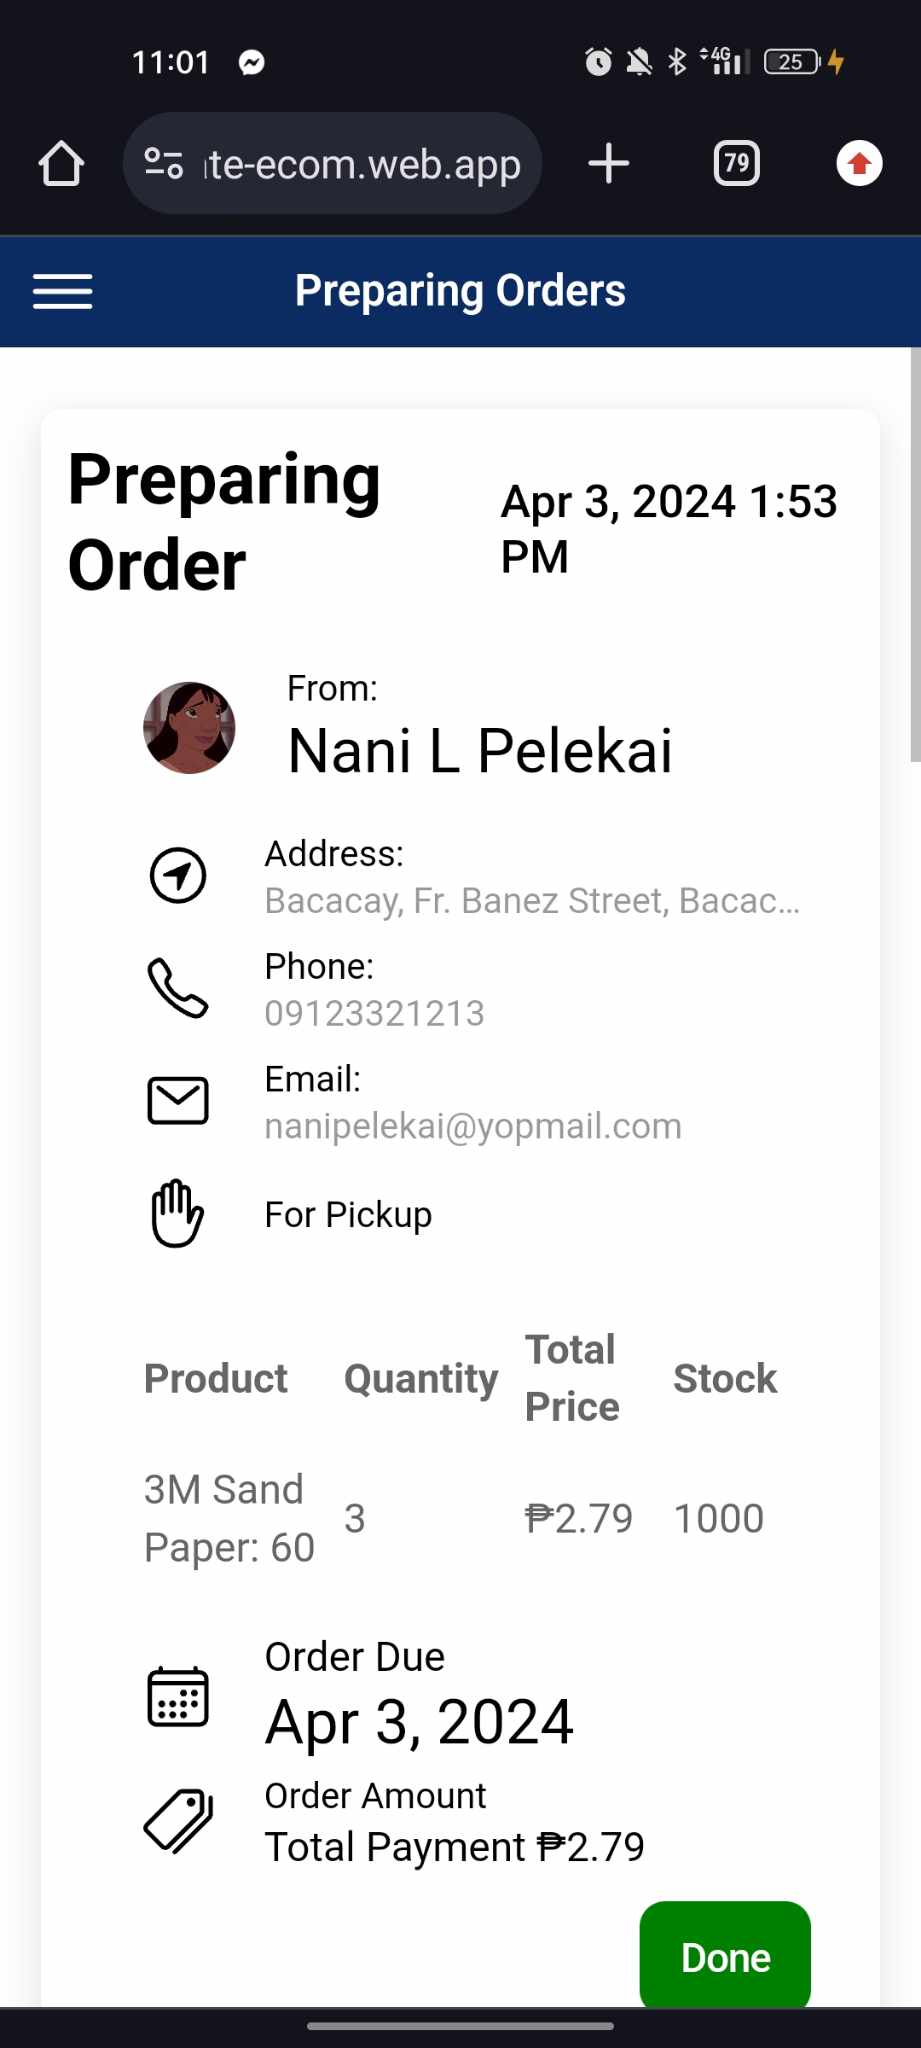 11:01
4G
25
te-ecom.web.app
79
Preparing Orders
Preparing
Order
Apr 3, 2024 1:53
PM
From:
Nani L Pelekai
Address:
Bacacay, Fr. Banez Street, Bacac...
Phone:
09123321213
Email:
nanipelekai@yopmail.com
For Pickup
Product Quantity Total Price Stock
3M Sand Paper: 60 3 ₱2.79 1000
Order Due
Apr 3, 2024
Order Amount
Total Payment ₱2.79
Done